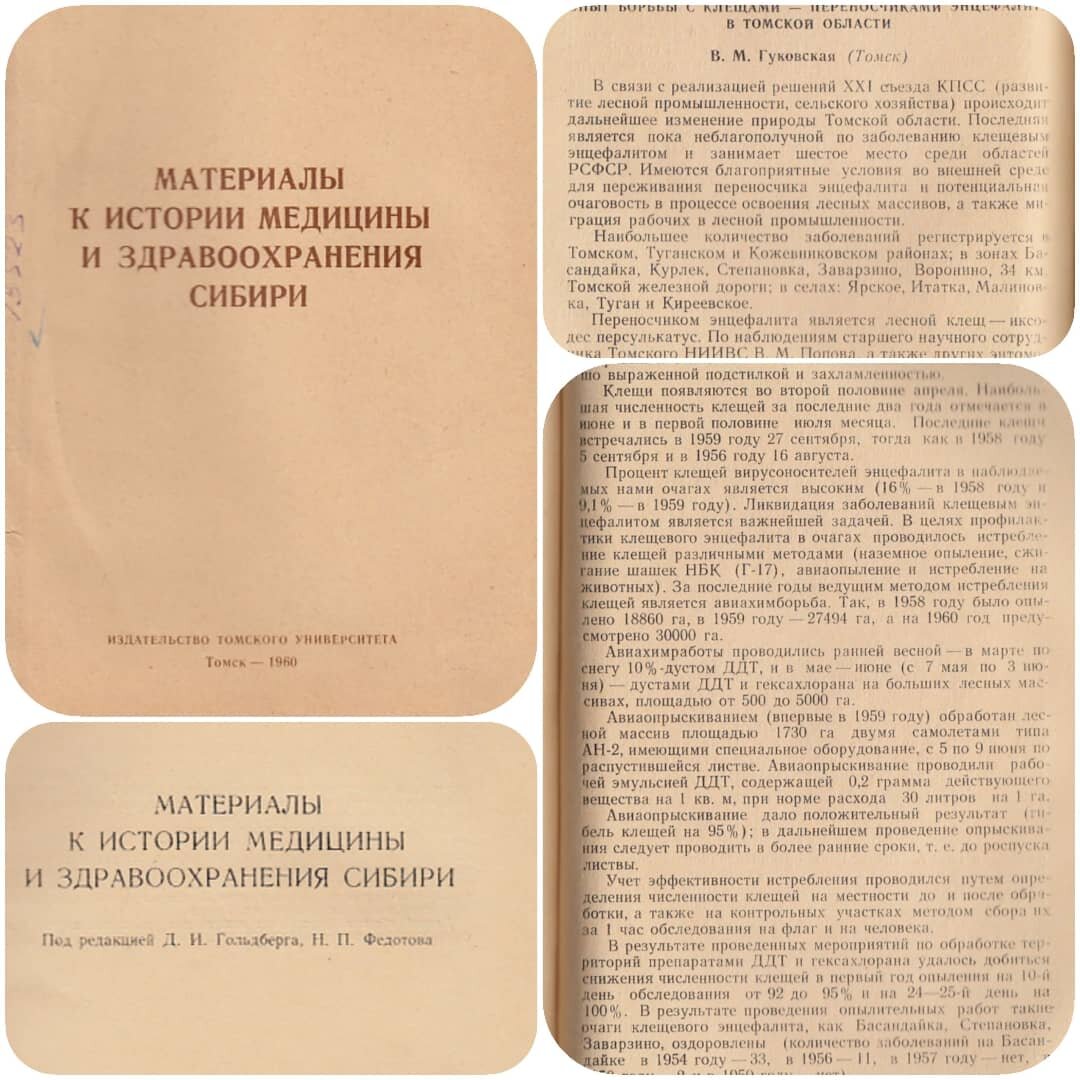 МАТЕРИАЛЫ
К ИСТОРИИ МЕДИЦИНЫ
И ЗДРАВООХРАНЕНИЯ
СИБИРИ
ИЗДАТЕЛЬСТВО ТОМСКОГО УНИВЕРСИТЕТА
Томск — 1960
МАТЕРИАЛЫ
К ИСТОРИИ МЕДИЦИНЫ
И ЗДРАВООХРАНЕНИЯ СИБИРИ
Под редакцией Д. И. Гольдберга, Н. П. Федотова
БОРЬБЫ С КЛЕЩАМИ — ПЕРЕНОСЧИКАМИ
В ТОМСКОЙ ОБЛАСТИ
В. М. Гуковская (Томск)
В связи с реализацией решений XXI съезда КПСС (разви-
тие лесной промышленности, сельского хозяйства) происходит
дальнейшее изменение природы Томской области. Последняя
является пока неблагополучной по заболеванию клещевым
энцефалитом и занимает шестое место среди областей
РСФСР. Имеются благоприятные условия во внешней среде
для переживания переносчика энцефалита и потенциальная
очаговость в процессе освоения лесных массивов, а также ми-
грация рабочих в лесной промышленности.
Наибольшее количество заболеваний регистрируется в
Томском, Туганском и Кожевниковском районах; в зонах Ба-
сандайка, Курлек, Степановка, Заварзино, Воронино, 34 км.
Томской железной дороги; в селах: Ярское, Итатка, Малинов-
ка, Туган и Киреевское.
Переносчиком энцефалита является лесной клещ — иксо-
дес персулькатус. По наблюдениям старшего научного сотруд-
ника Томского НИИВС В. М. Попова, а также других
выраженной подстилкой и захламленностью.
Клещи появляются во второй половине апреля. Наиболь-
шая численность клещей за последние два года отмечается в
июне и в первой половине июля месяца. Последние клещи
встречались в 1959 году 27 сентября, тогда как в 1958 году
5 сентября и в 1956 году 16 августа.
Процент клещей вирусоносителей энцефалита в наблюдае-
мых нами очагах является высоким (16% — в 1958 году и
9,1% — в 1959 году). Ликвидация заболеваний клещевым эн-
цефалитом является важнейшей задачей. В целях профилак-
тики клещевого энцефалита в очагах проводилось истребле-
ние клещей различными методами (наземное опыление, сжи-
гание шашек НБК (Г-17), авиаопыление и истребление на
животных). За последние годы ведущим методом истребления
клещей является авиахимборьба. Так, в 1958 году было опы-
лено 18860 га, в 1959 году — 27494 га, а на 1960 год преду-
смотрено 30000 га.
Авиахимработы проводились ранней весной — в марте по
снегу 10%-дустом ДДТ, и в мае — июне (с 7 мая по 3 ию-
ня) — дустами ДДТ и гексахлорана на больших лесных мас-
сивах, площадью от 500 до 5000 га.
Авиаопрыскиванием (впервые в 1959 году) обработан лес-
ной массив площадью 1730 га двумя самолетами типа
АН-2, имеющими специальное оборудование, с 5 по 9 июня по
распустившейся листве. Авиаопрыскивание проводили рабо-
чей эмульсией ДДТ, содержащей 0,2 грамма действующего
вещества на 1 кв. м, при норме расхода 30 литров на 1 га.
Авиаопрыскивание дало положительный результат (ги-
бель клещей на 95%); в дальнейшем проведение опрыскива-
ния следует проводить в более ранние сроки, т. е. до роспуска
листвы.
Учет эффективности истребления проводился путем опре-
деления численности клещей на местности до и после обра-
ботки, а также на контрольных участках методом сбора их
за 1 час обследования на флаг и на человека.
В результате проведенных мероприятий по обработке тер-
риторий препаратами ДДТ и гексахлорана удалось добиться
снижения численности клещей в первый год опыления на 10-й
день обследования от 92 до 95% и на 24—25-й день на
100%. В результате проведения опылительных работ такие
очаги клещевого энцефалита, как Басандайка, Степановка,
Заварзино, оздоровлены (количество заболеваний на Басан-
дайке в 1954 году — 33, в 1956 — 11, в 1957 году — нет, в